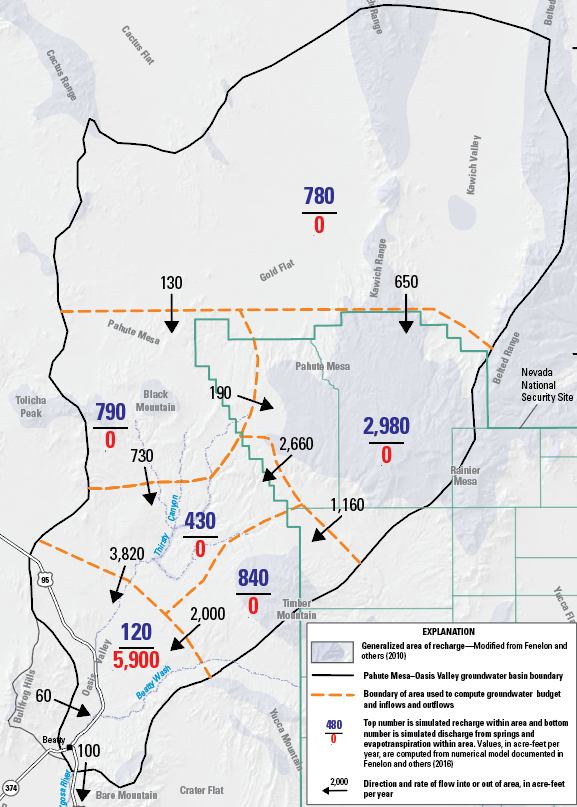 Cactus Range
Cactus Flat
Range
Belted
Kawich Valley
780
0
Gold Flat
Kawich Range
130
650
Pahute Mesa
Belted Range
Pahute Mesa
Nevada
National
Security Site
Tolicha
Peak
Black
Mountain
190
790
0
2,980
0
730
2,660
Rainier
Mesa
Thirsty
Canyon
430
0
1,160
95
3,820
840
0
Timber
Mountain
Yucca Fl
120
5,900
2,000
Oasis Valley
Beatty Wash
Bullfrog Hills
60
Beatty
100
Yucca Mountain
374
gosa River
Bare Mountain
Crater Flat
EXPLANATION
Generalized area of recharge—Modified from Fenelon and
others (2010)
Pahute Mesa–Oasis Valley groundwater basin boundary
Boundary of area used to compute groundwater budget
and inflows and outflows
480
0
Top number is simulated recharge within area and bottom
number is simulated discharge from springs and
evapotranspiration within area. Values, in acre-feet per
year, are computed from numerical model documented in
Fenelon and others (2016)
2,000
Direction and rate of flow into or out of area, in acre-feet
per year